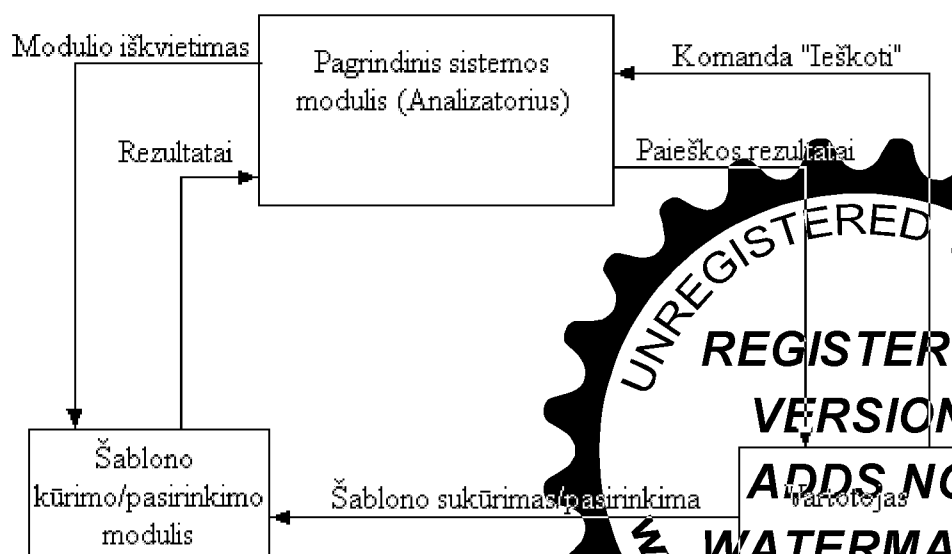 Modulio iškvietimas
Pagrindinis sistemos
modulis (Analizatorius)
Komanda "Ieškoti"
Rezultatai
Paieškos rezultatai
UNREGISTERED
REGISTER
VERSION
ADDS NO
WATERMA
Šablono
kūrimo/pasirinkimo
modulis
Šablono sukūrimas/pasirinkima
Vartotojas